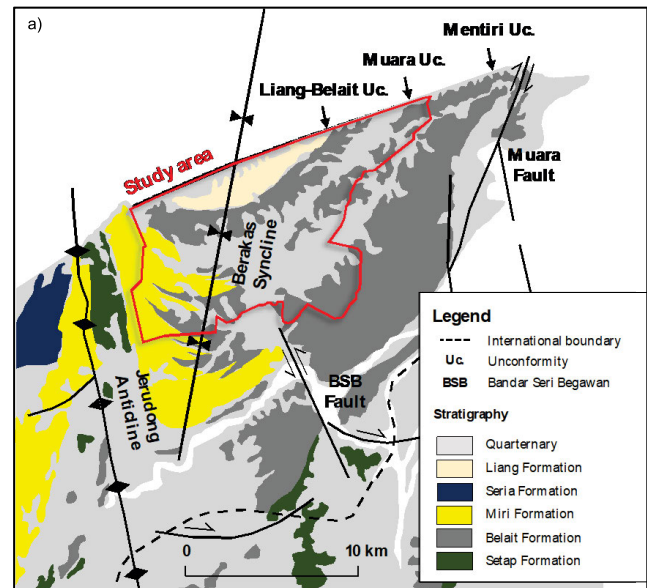 a)
Mentiri Uc.
Muara Uc.
Liang-Belait Uc.
Study area
Muara
Fault
Berakas
Syncline
Jerudong
Antidine
BSB
Fault
0 10 km
Legend
International boundary
Uc. Unconformity
BSB Bandar Seri Begawan
Stratigraphy
Quarternary
Liang Formation
Seria Formation
Miri Formation
Belait Formation
Setap Formation